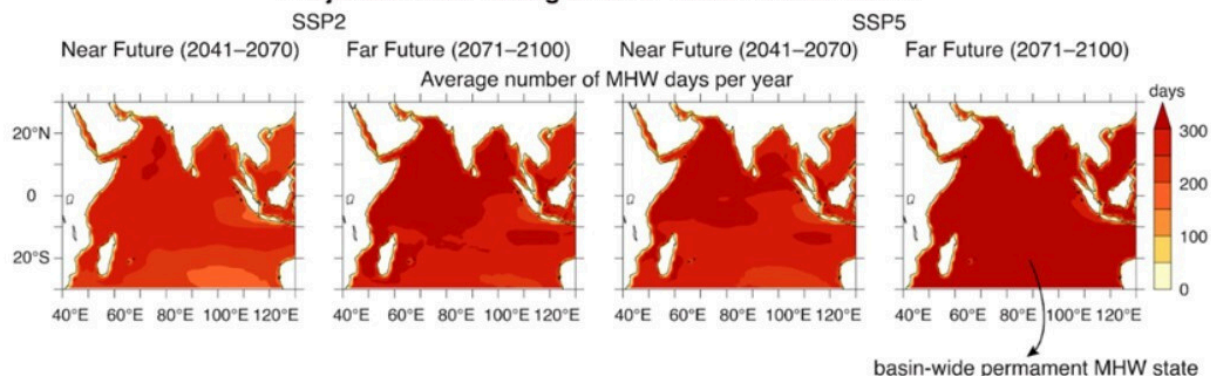 SSP2 SSP5
Near Future (2041–2070) Far Future (2071–2100) Near Future (2041–2070) Far Future (2071–2100)
Average number of MHW days per year
days
20°N
0
20°S
300
200
100
0
40°E 60°E 80°E 100°E 120°E 40°E 60°E 80°E 100°E 120°E 40°E 60°E 80°E 100°E 120°E 40°E 60°E 80°E 100°E 120°E
basin-wide permament MHW state